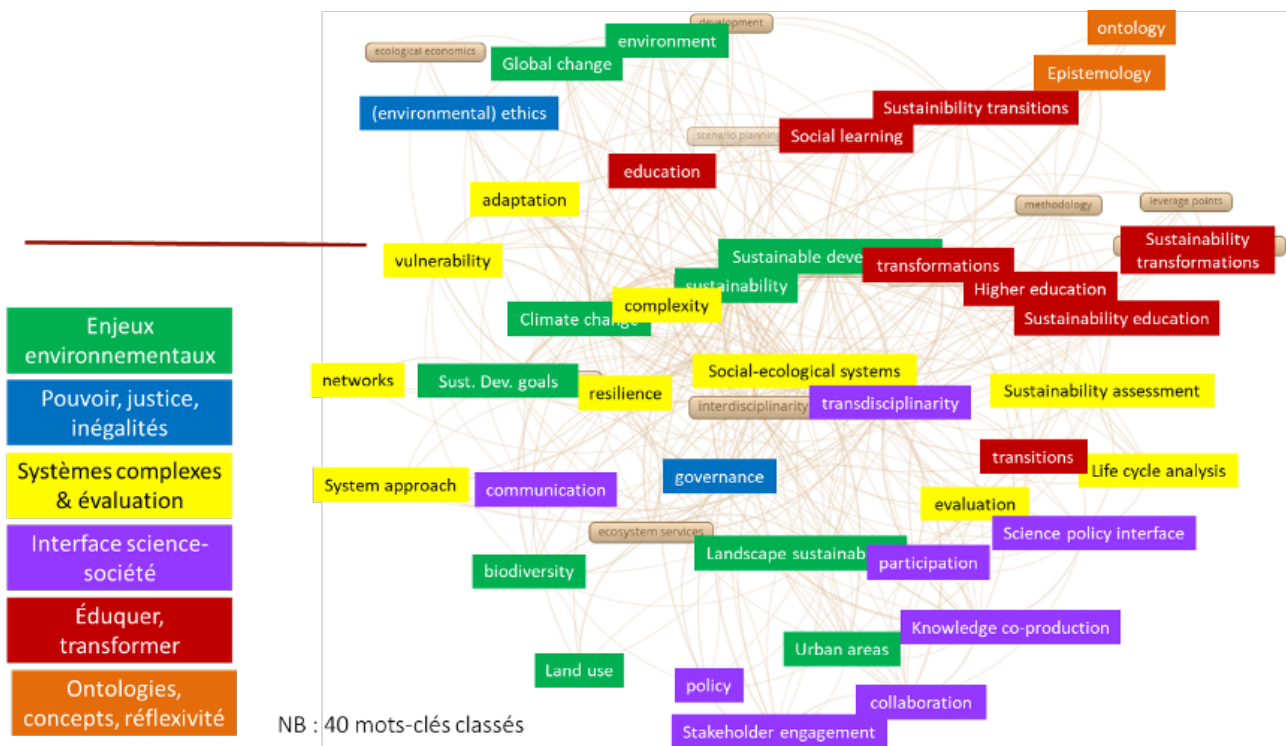 development
ontology
environment
ecological economics
Global change
Epistemology
(environmental) ethics
Sustainibility transitions
scenario planning
Social learning
education
adaptation
methodology
leverage points
Sustainability
transformations
vulnerability
Sustainable deve
transformations
sustainability
Higher education
complexity
Climate change
Sustainability education
Enjeux
environnementaux
networks
Sust. Dev. goals
resilience
Social-ecological systems
Sustainability assessment
interdisciplinarity
transdisciplinarity
Pouvoir, justice,
inégalités
transitions
Life cycle analysis
governance
System approach
communication
Systèmes complexes
& évaluation
evaluation
ecosystem services
Science policy interface
Landscape sustainab
participation
biodiversity
Interface science-
société
Knowledge co-production
Urban areas
Éduquer,
transformer
Land use
policy
collaboration
Ontologies,
concepts, réflexivité
NB : 40 mots-clés classés
Stakeholder engagement